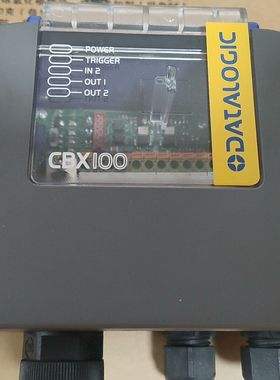 POWER
TRIGGER
IN 2
OUT 1
OUT 2
CBX100
DATALOGIC